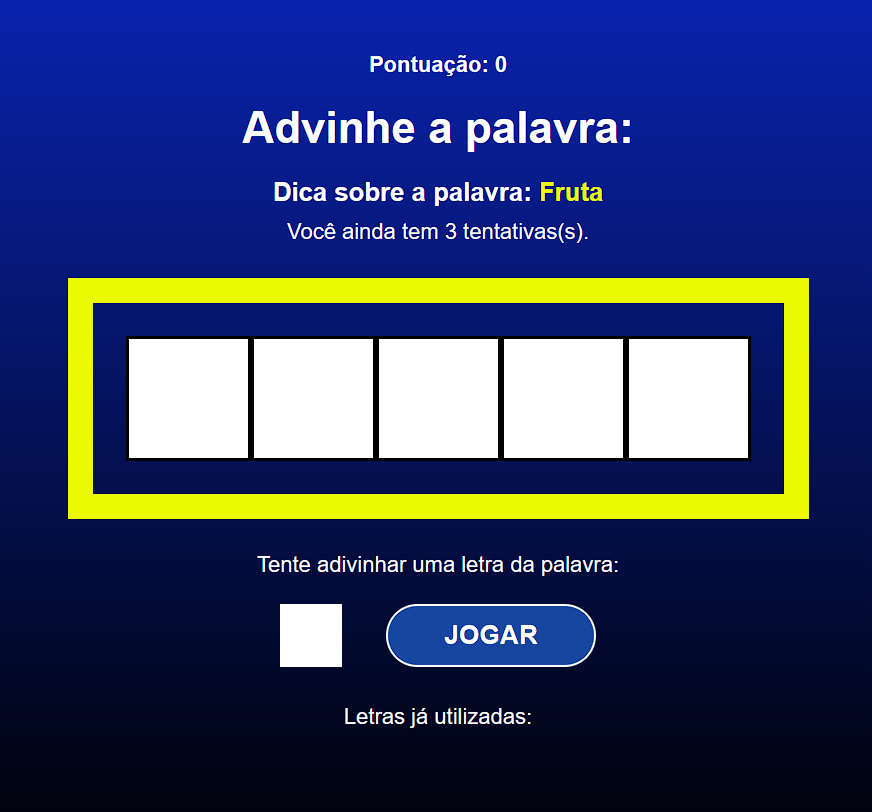 Pontuação: 0
Advinhe a palavra:
Dica sobre a palavra: Fruta
Você ainda tem 3 tentativas(s).
Tente adivinhar uma letra da palavra:
JOGAR
Letras já utilizadas: